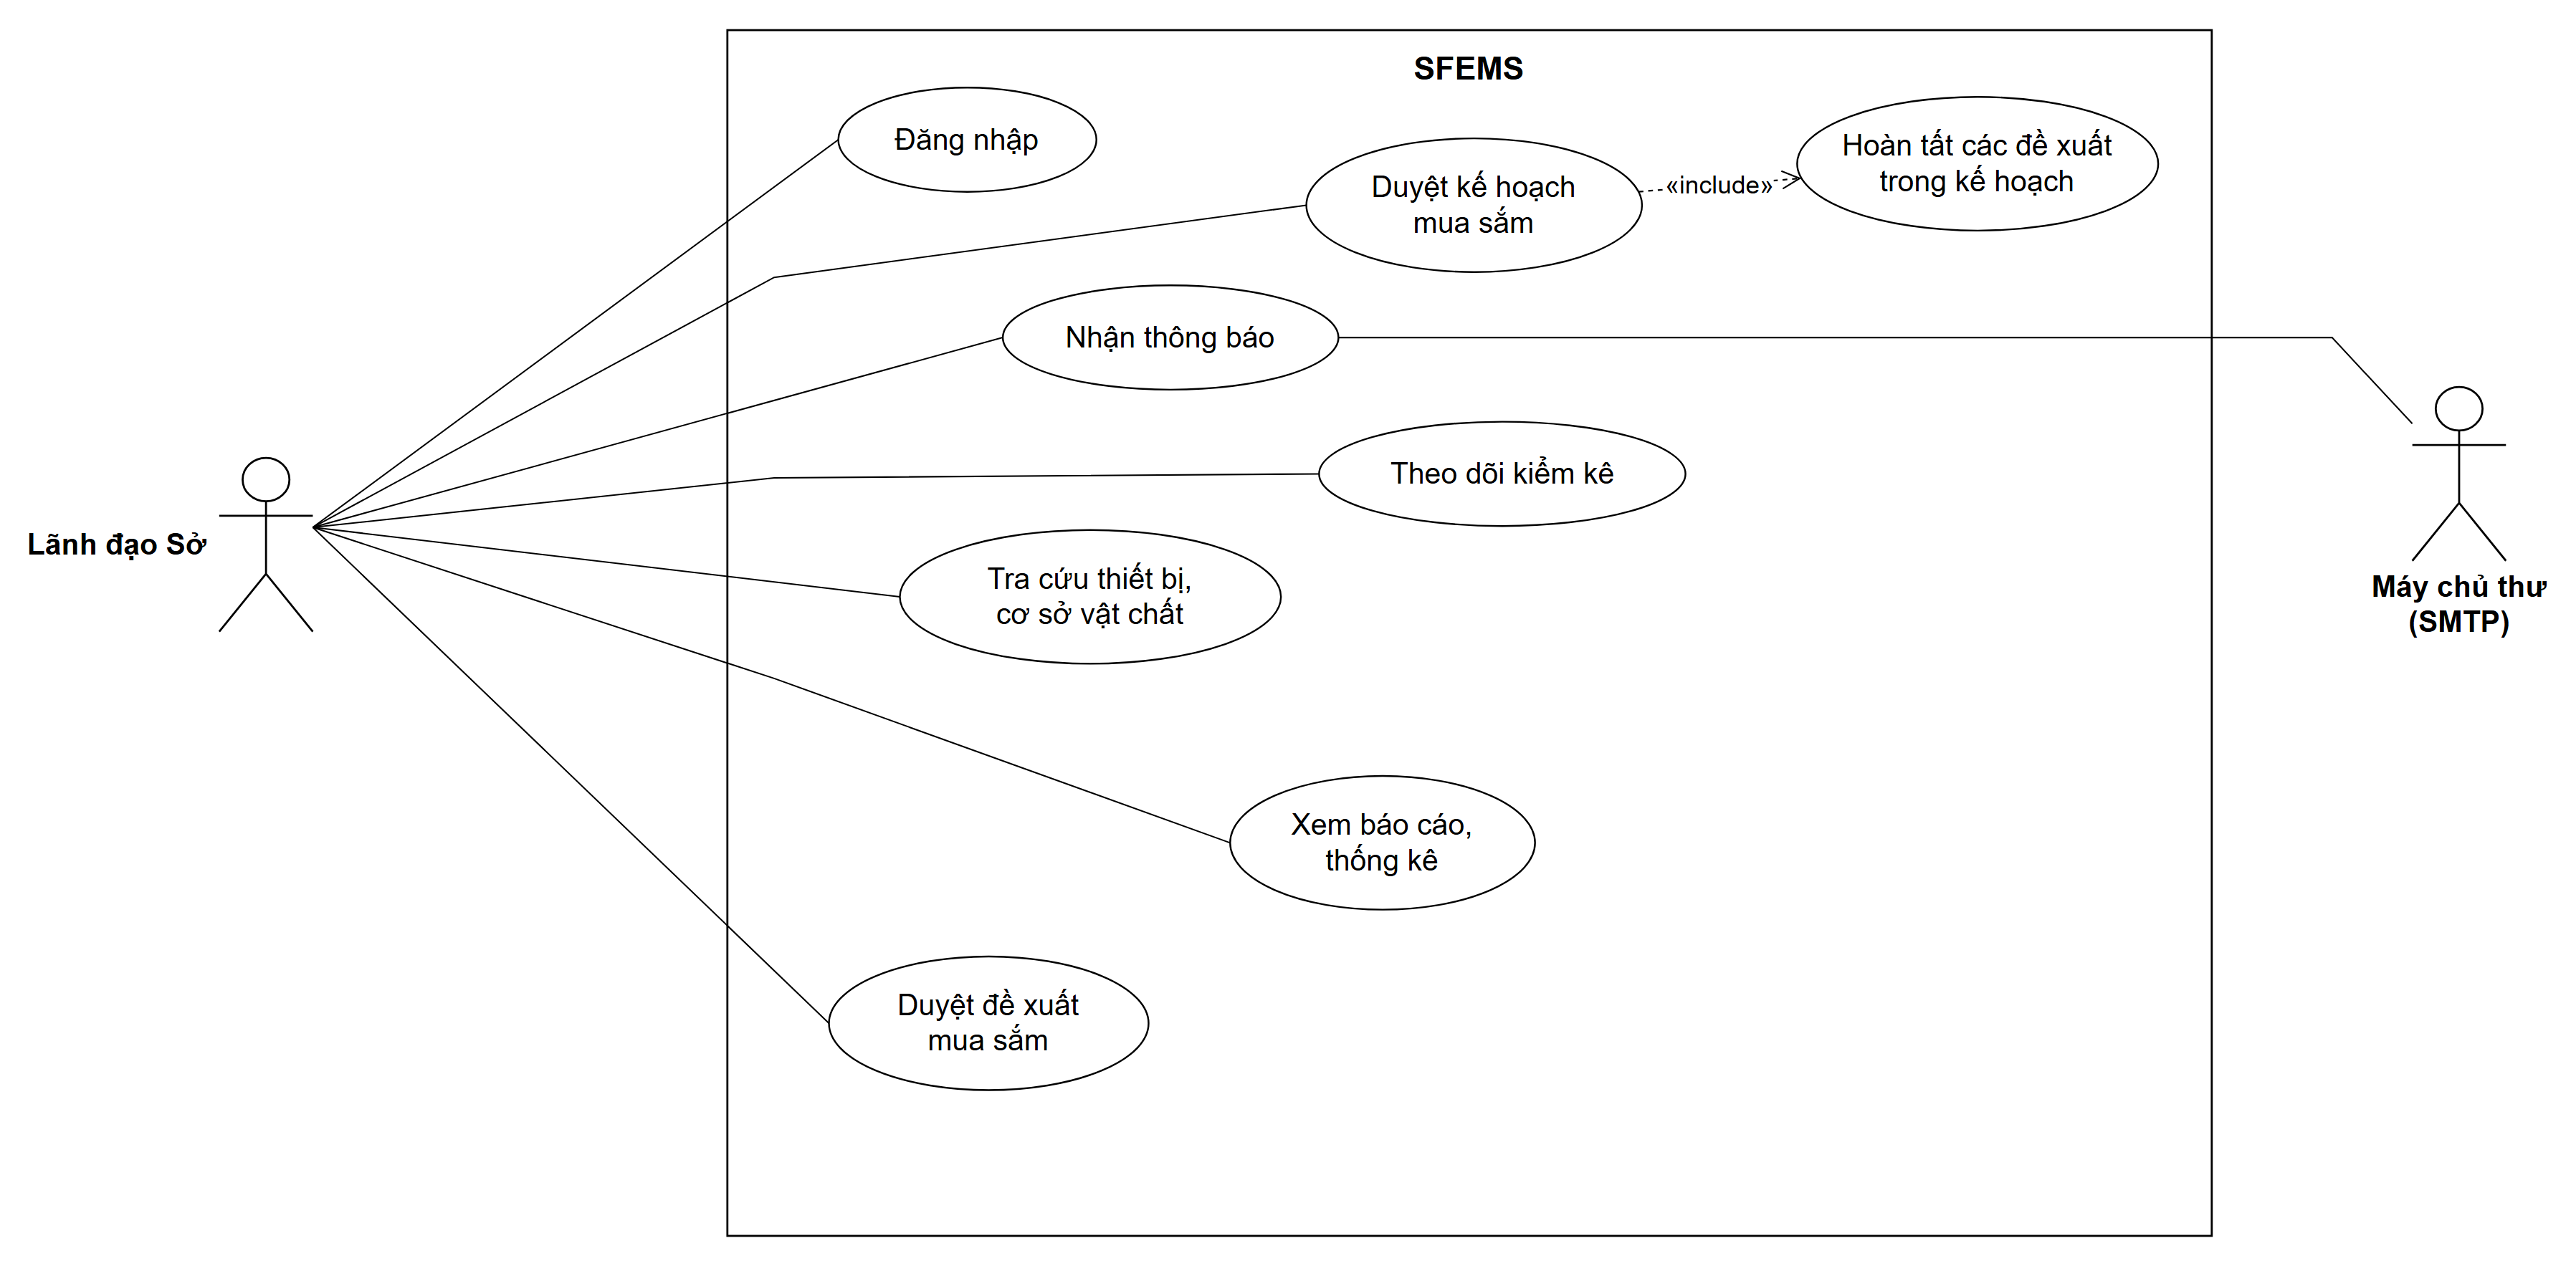 SFEMS
Đăng nhập
Duyệt kế hoạch
mua sắm
«include»
Hoàn tất các đề xuất
trong kế hoạch
Nhận thông báo
Theo dõi kiểm kê
Lãnh đạo Sở
Tra cứu thiết bị,
cơ sở vật chất
Máy chủ thư
(SMTP)
Xem báo cáo,
thống kê
Duyệt đề xuất
mua sắm